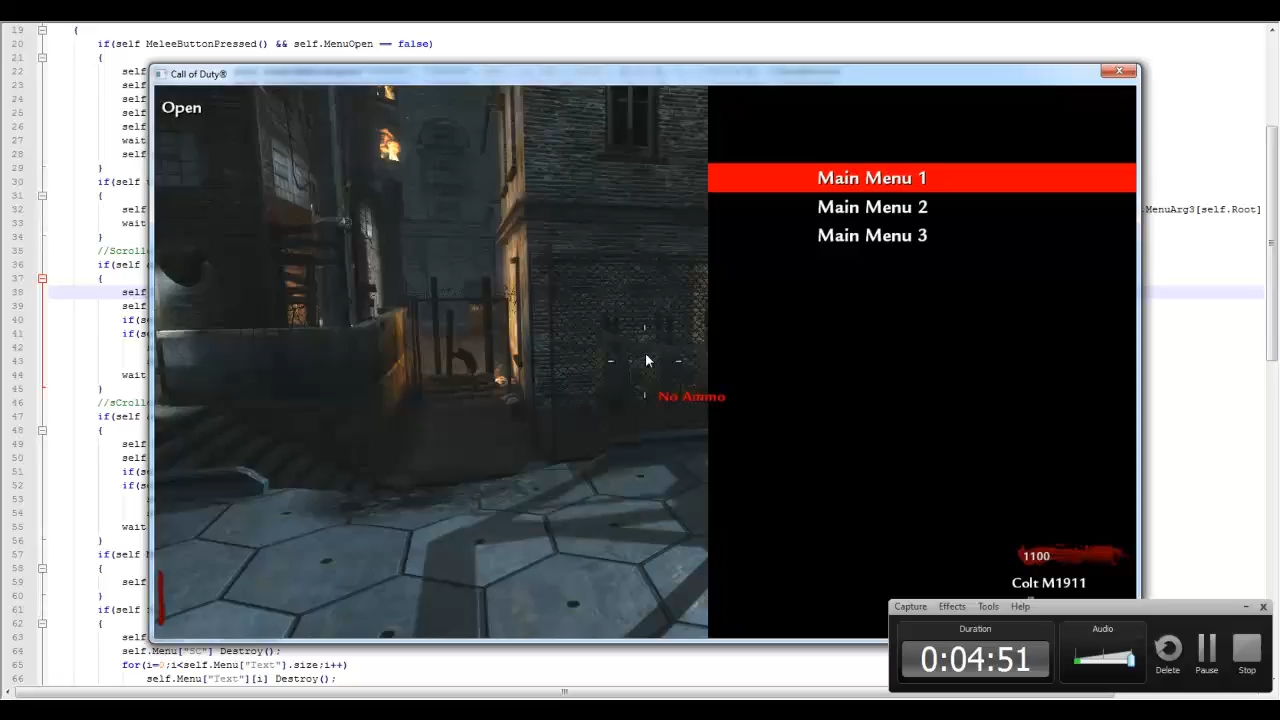 19 {
20 if(self MeleeButtonPressed() && self.MenuOpen == false)
21 {
22 self
Call of Duty®
23 self
Open
24 self
25 self
26 self
27 wait
28 self
29 }
30 if(self
Main Menu 1
31 {
Main Menu 2
32 self
.MenuArg3[self.Root]
33 wait
34 }
Main Menu 3
35 //Scroll
36 if(self
37 {
38 self
39 self
40 if(se
41 if(se
42
43
44 wait
No Ammo
45 }
46 //sCroll
47 if(self
48 {
49 self
50 self
51 if(se
52 if(se
53
54
55 wait
56 }
57 if(self
1100
58 {
59 self
Colt M1911
60 }
61 if(self
Capture Effects Tools Help
62 {
63 self
Duration Audio
64 self.Menu["SC"] Destroy();
65 for(i=0;i<self.Menu["Text"].size;i++)
0:04:51
Delete Pause Stop
66 self.Menu["Text"][i] Destroy();